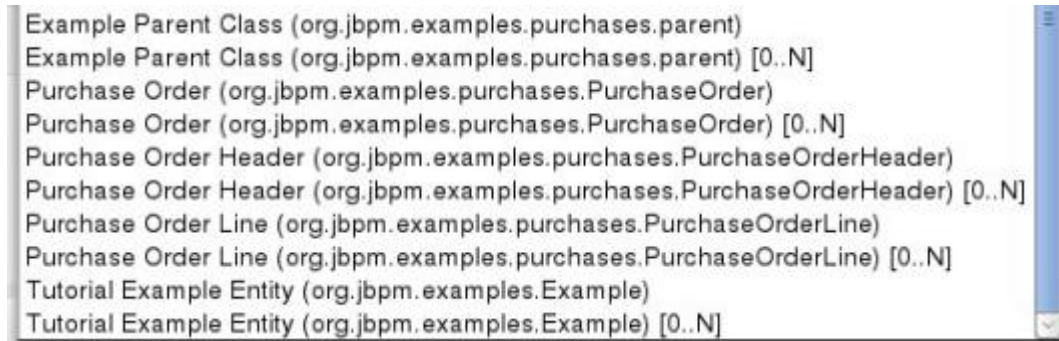 Example Parent Class (org.jbpm.examples.purchases.parent)
Example Parent Class (org.jbpm.examples.purchases.parent) [0..N]
Purchase Order (org.jbpm.examples.purchases.PurchaseOrder)
Purchase Order (org.jbpm.examples.purchases.PurchaseOrder) [0..N]
Purchase Order Header (org.jbpm.examples.purchases.PurchaseOrderHeader)
Purchase Order Header (org.jbpm.examples.purchases.PurchaseOrderHeader) [0..N]
Purchase Order Line (org.jbpm.examples.purchases.PurchaseOrderLine)
Purchase Order Line (org.jbpm.examples.purchases.PurchaseOrderLine) [0..N]
Tutorial Example Entity (org.jbpm.examples.Example)
Tutorial Example Entity (org.jbpm.examples.Example) [0..N]